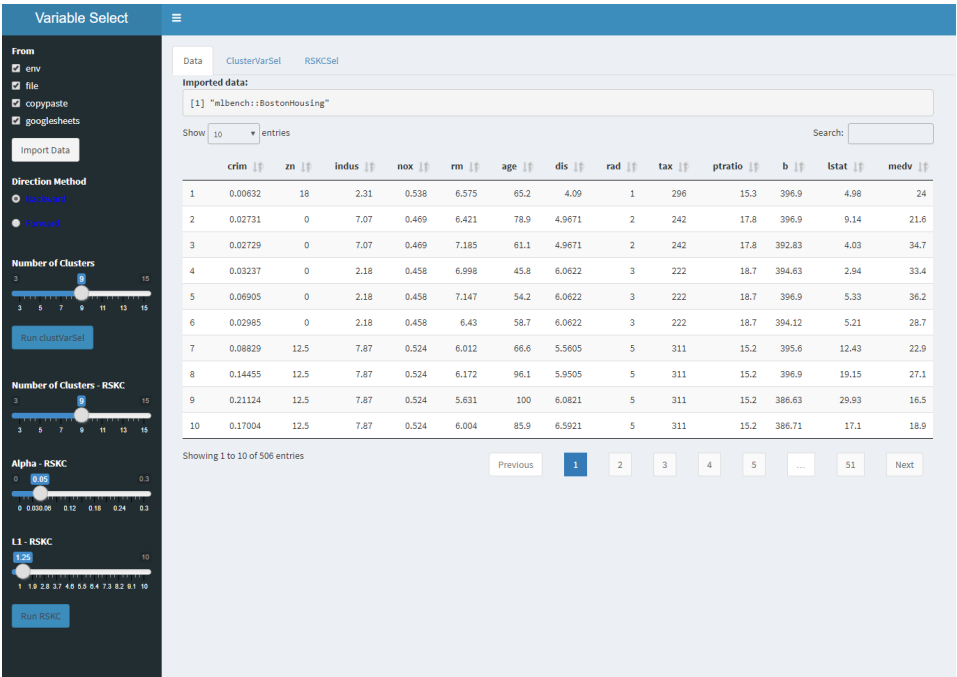 Variable Select
From
env
file
copypaste
googlesheets
Import Data
Direction Method
Number of Clusters
3 9 15
3 5 7 9 11 13 15
Run clustVarSel
Number of Clusters - RSKC
3 9 15
3 5 7 9 11 13 15
Alpha - RSKC
0 0.05 0.3
0 0.030.06 0.12 0.18 0.24 0.3
L1 - RSKC
1.25 10
1 1.9 2.8 3.7 4.6 5.5 6.4 7.3 8.2 9.1 10
Run RSKC
Data ClusterVarSel RSKCSel
Imported data:
[1] "mlbench::BostonHousing"
Show 10 entries Search:
crim zn indus nox rm age dis rad tax ptratio b lstat medv
1 0.00632 18 2.31 0.538 6.575 65.2 4.09 1 296 15.3 396.9 4.98 24
2 0.02731 0 7.07 0.469 6.421 78.9 4.9671 2 242 17.8 396.9 9.14 21.6
3 0.02729 0 7.07 0.469 7.185 61.1 4.9671 2 242 17.8 392.83 4.03 34.7
4 0.03237 0 2.18 0.458 6.998 45.8 6.0622 3 222 18.7 394.63 2.94 33.4
5 0.06905 0 2.18 0.458 7.147 54.2 6.0622 3 222 18.7 396.9 5.33 36.2
6 0.02985 0 2.18 0.458 6.43 58.7 6.0622 3 222 18.7 394.12 5.21 28.7
7 0.08829 12.5 7.87 0.524 6.012 66.6 5.5605 5 311 15.2 395.6 12.43 22.9
8 0.14455 12.5 7.87 0.524 6.172 96.1 5.9505 5 311 15.2 396.9 19.15 27.1
9 0.21124 12.5 7.87 0.524 5.631 100 6.0821 5 311 15.2 386.63 29.93 16.5
10 0.17004 12.5 7.87 0.524 6.004 85.9 6.5921 5 311 15.2 386.71 17.1 18.9
Showing 1 to 10 of 506 entries
Previous 1 2 3 4 5 … 51 Next